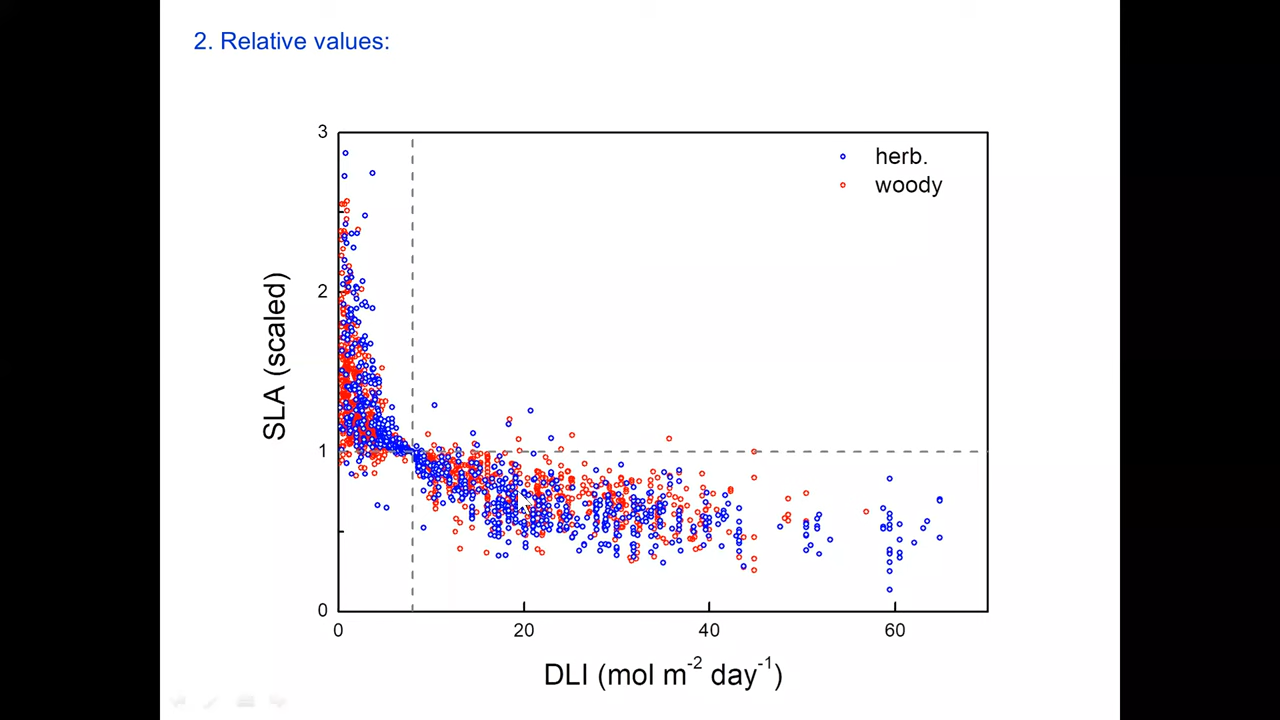 2. Relative values:
3
herb.
woody
2
SLA (scaled)
1
0
0 20 40 60
DLI (mol m⁻² day⁻¹)